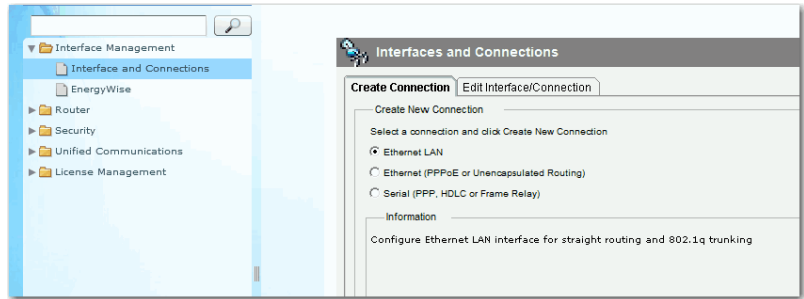 Interface Management
Interface and Connections
EnergyWise
Router
Security
Unified Communications
License Management
Interfaces and Connections
Create Connection Edit Interface/Connection
Create New Connection
Select a connection and click Create New Connection
Ethernet LAN
Ethernet (PPPoE or Unencapsulated Routing)
Serial (PPP, HDLC or Frame Relay)
Information
Configure Ethernet LAN interface for straight routing and 802.1q trunking